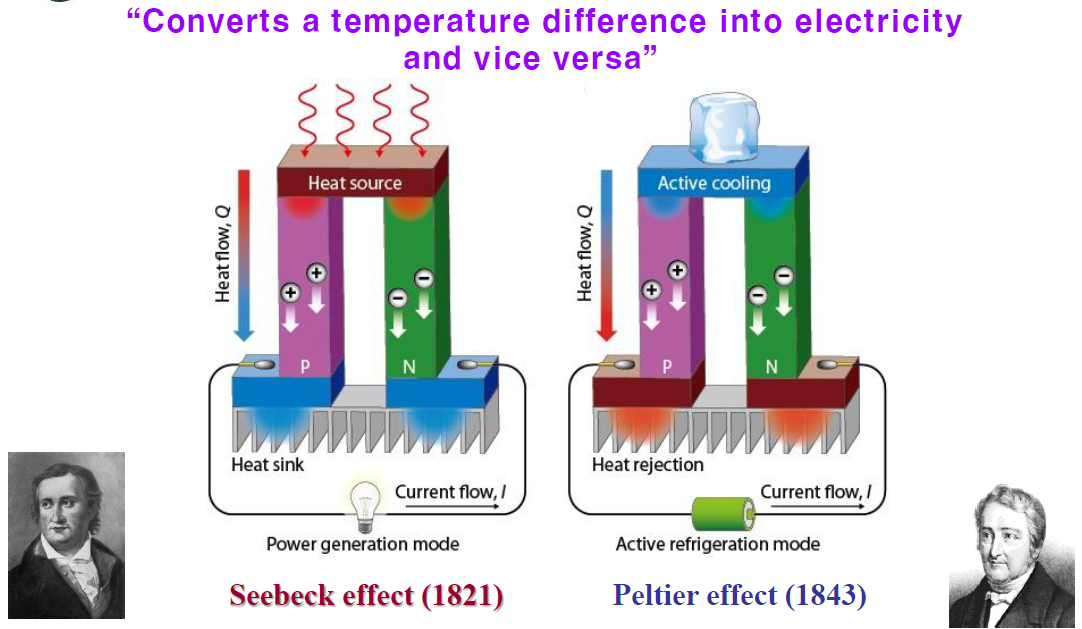 “Converts a temperature difference into electricity
and vice versa”
Heat source
Heat flow, Q
+
+
−
−
P
N
Heat sink
Current flow, I
Power generation mode
Seebeck effect (1821)
Active cooling
Heat flow, Q
+
+
−
−
P
N
Heat rejection
Current flow, I
Active refrigeration mode
Peltier effect (1843)